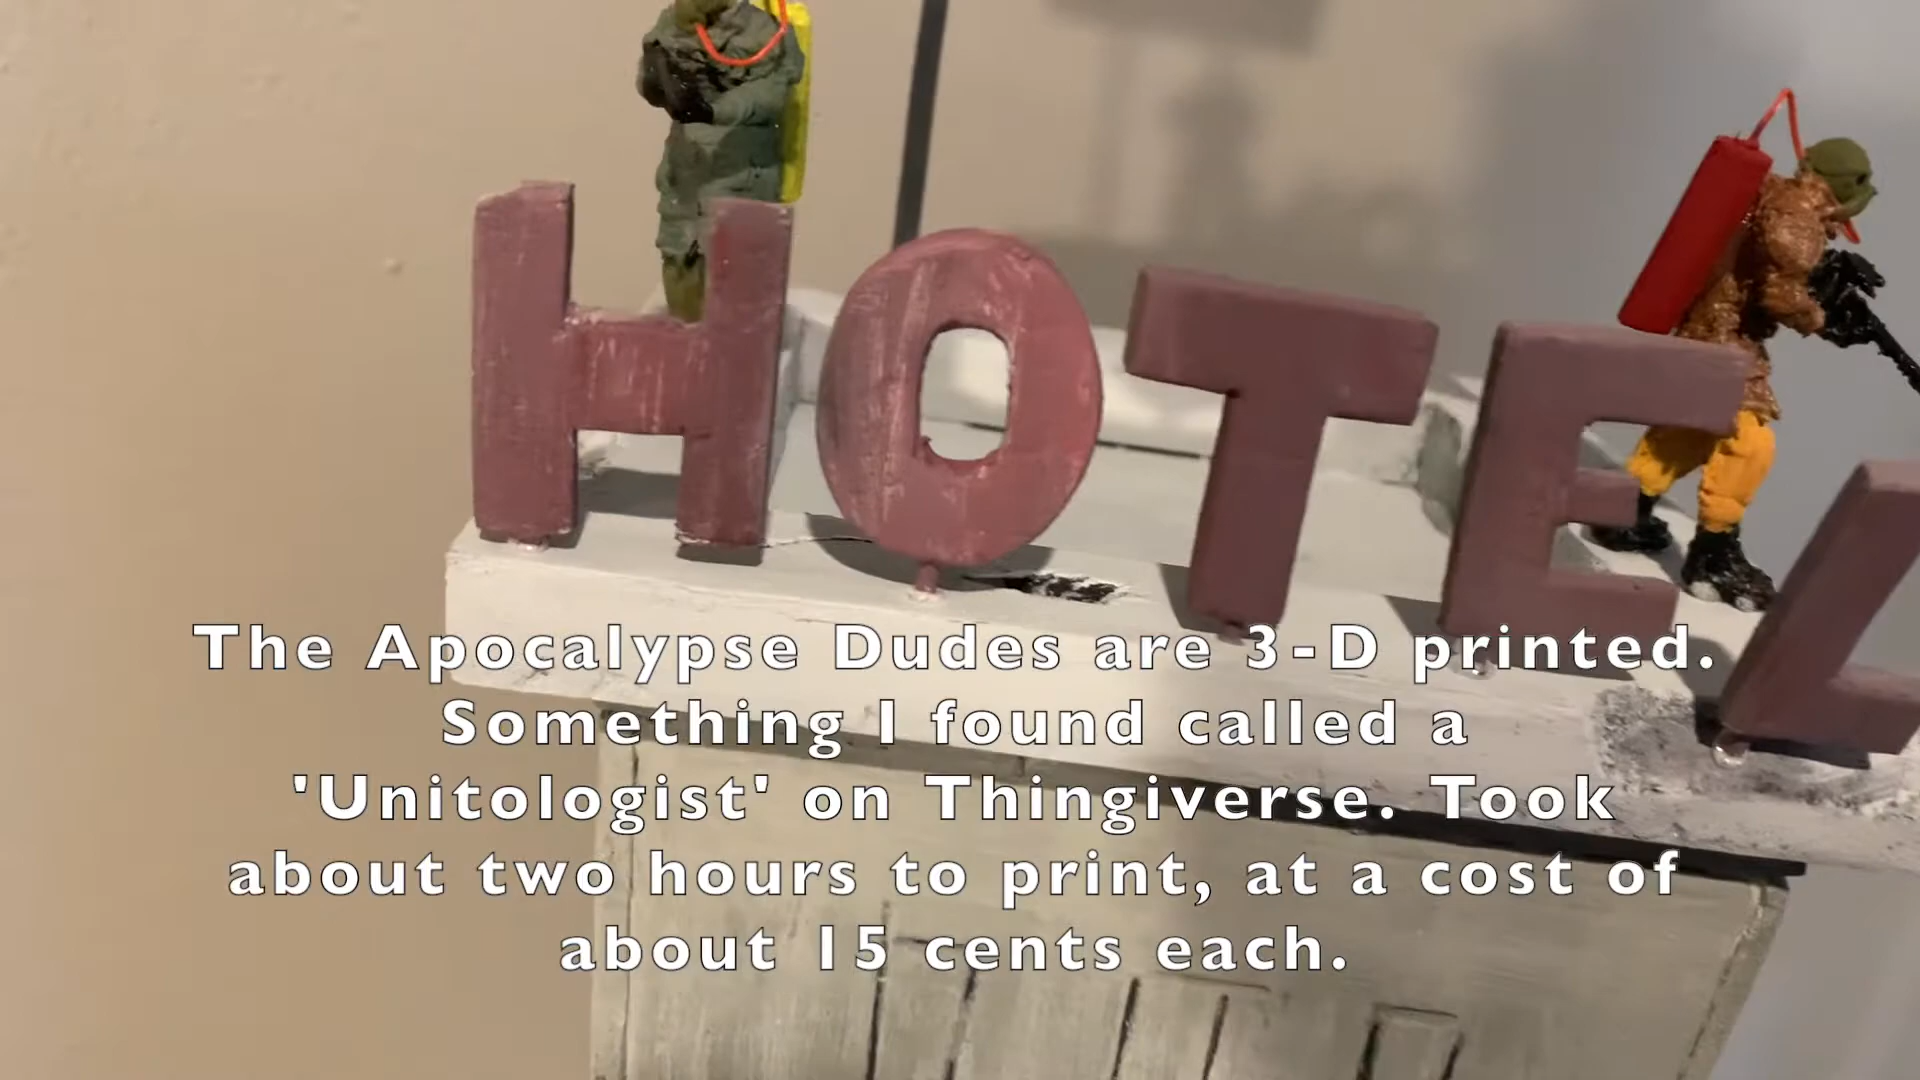 HOTEL
The Apocalypse Dudes are 3-D printed.
Something I found called a
'Unitologist' on Thingiverse. Took
about two hours to print, at a cost of
about 15 cents each.